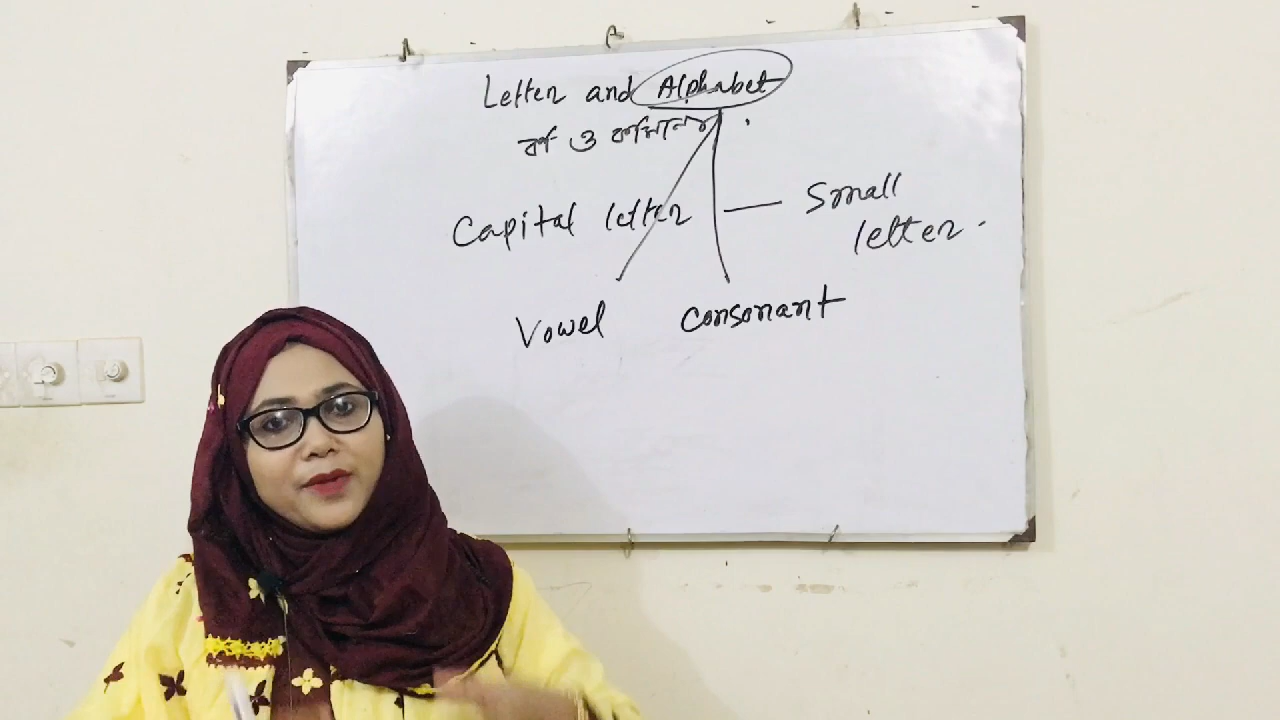 Letter and Alphabet
বর্ণ ও বর্ণমালা .
Capital letter
Small
letter .
Vowel consonant